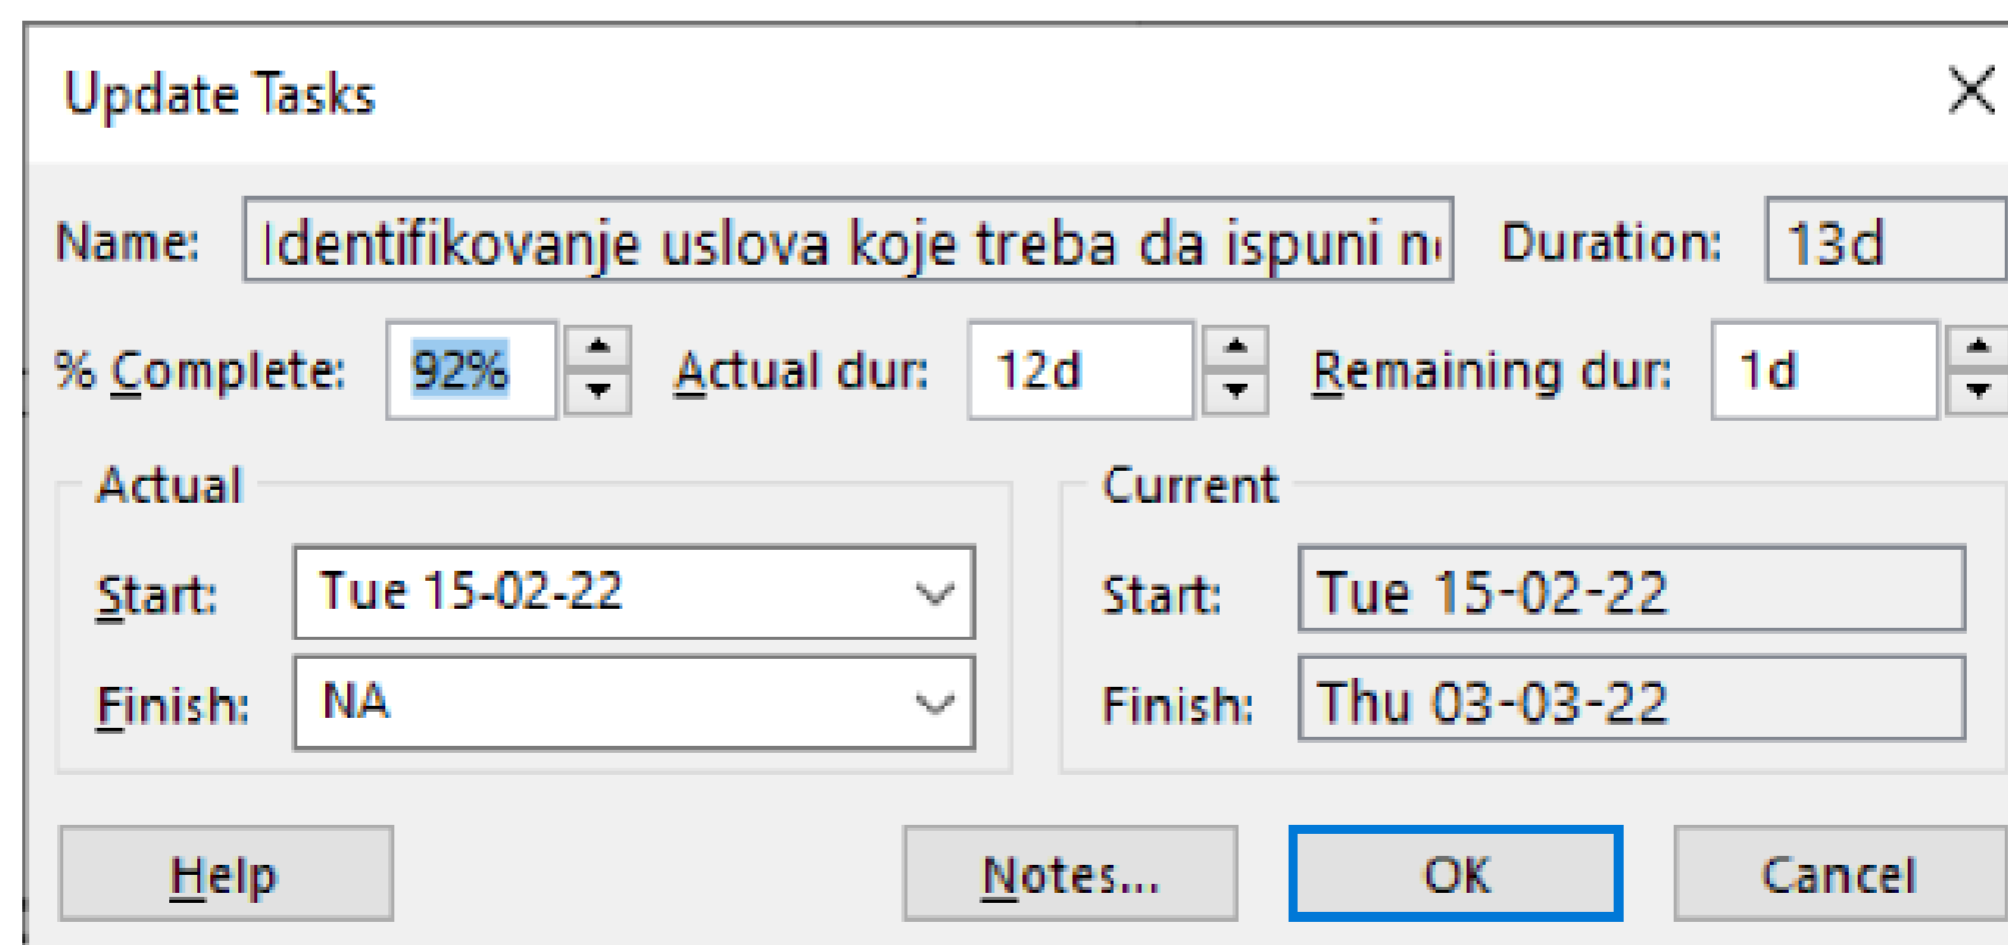 Update Tasks
Name: Identifikovanje uslova koje treba da ispuni Duration: 13d
% Complete: 92% Actual dur: 12d Remaining dur: 1d
Actual Current
Start: Tue 15-02-22 Start: Tue 15-02-22
Finish: NA Finish: Thu 03-03-22
Help Notes... OK Cancel